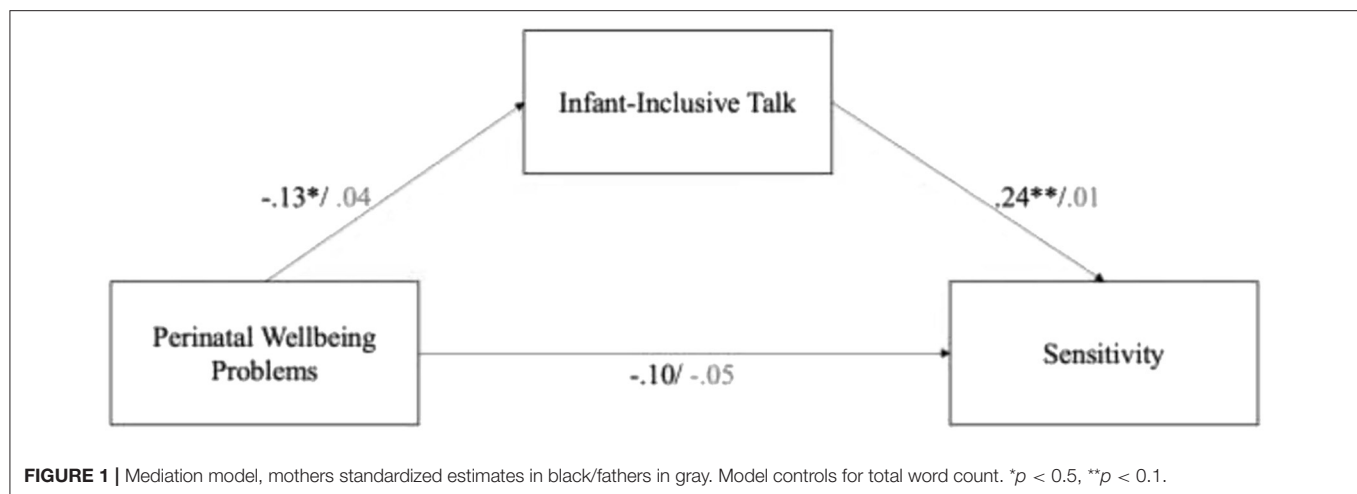 Infant-Inclusive Talk
-.13*/ .04
.24**/.01
Perinatal Wellbeing
Problems
Sensitivity
-.10/ -.05
FIGURE 1 | Mediation model, mothers standardized estimates in black/fathers in gray. Model controls for total word count. *p < 0.5, **p < 0.1.